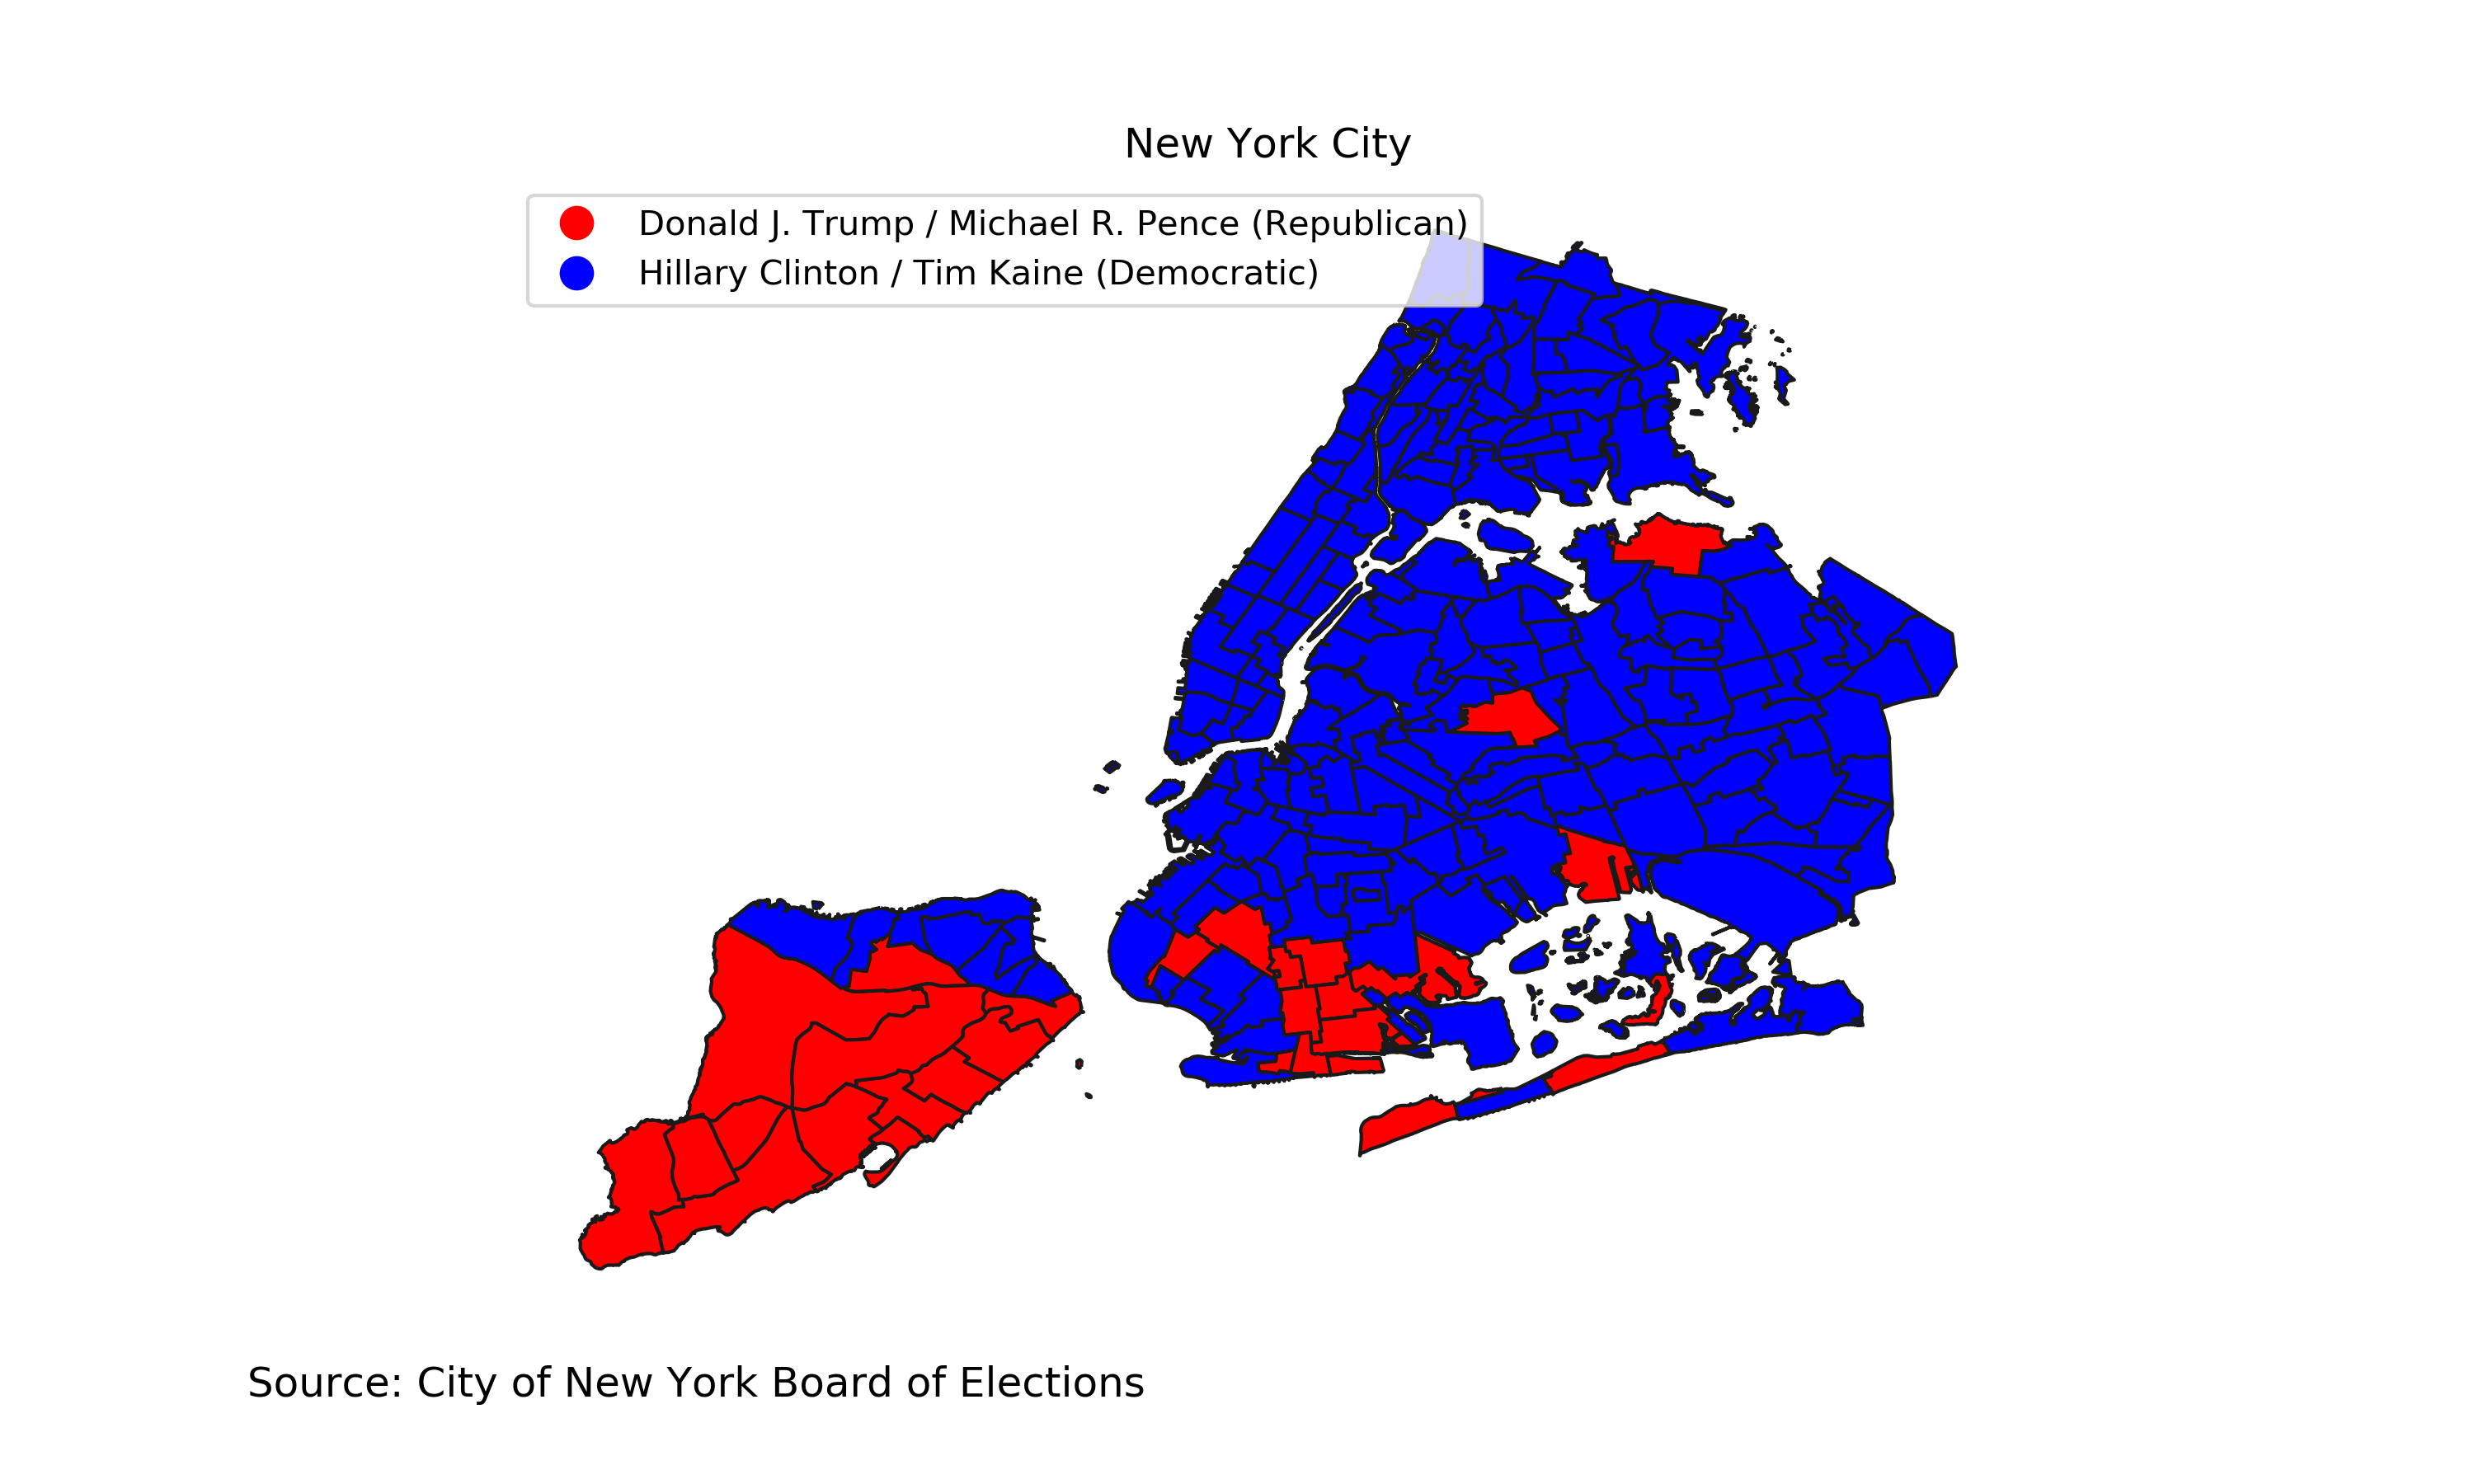 New York City
Donald J. Trump / Michael R. Pence (Republican)
Hillary Clinton / Tim Kaine (Democratic)
Source: City of New York Board of Elections